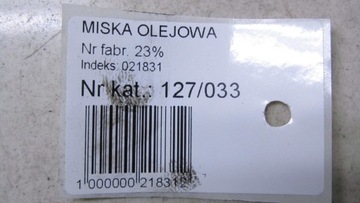 MISKA OLEJOWA
Nr fabr. 23%
Indeks: 021831
Nr kat.: 127/033
1 000000 21831